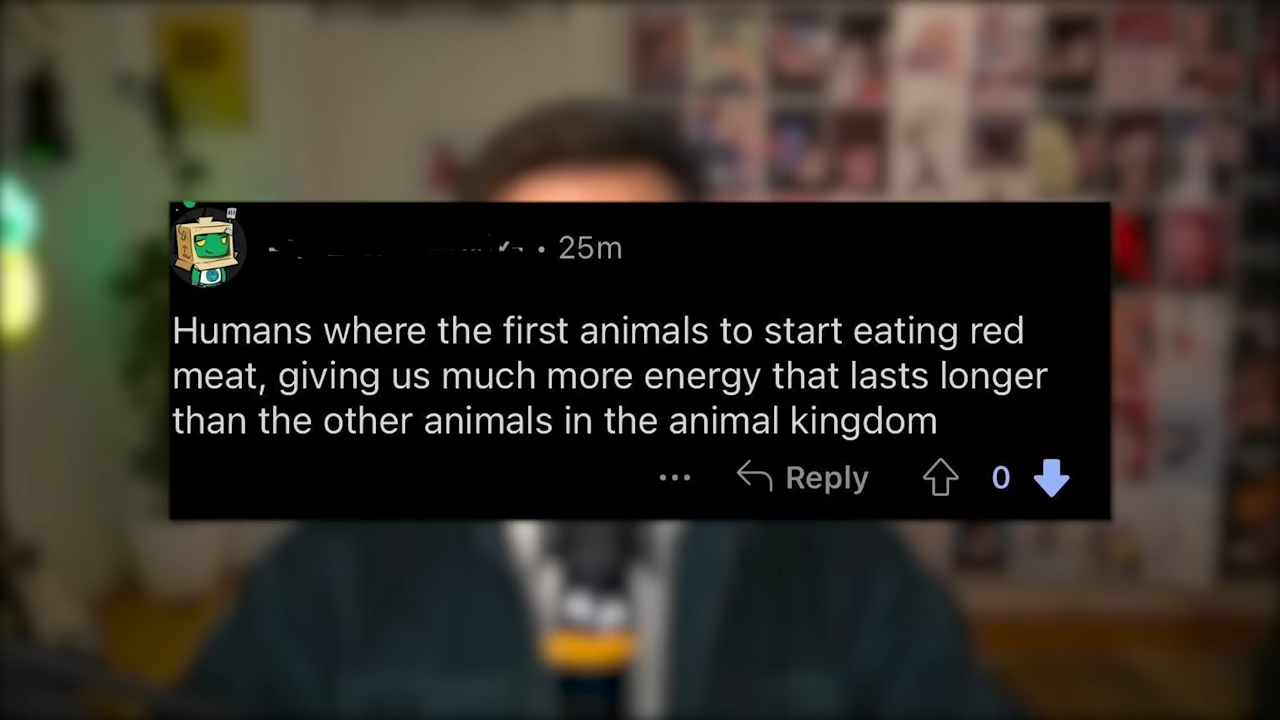 • 25m
Humans where the first animals to start eating red
meat, giving us much more energy that lasts longer
than the other animals in the animal kingdom
... Reply 0